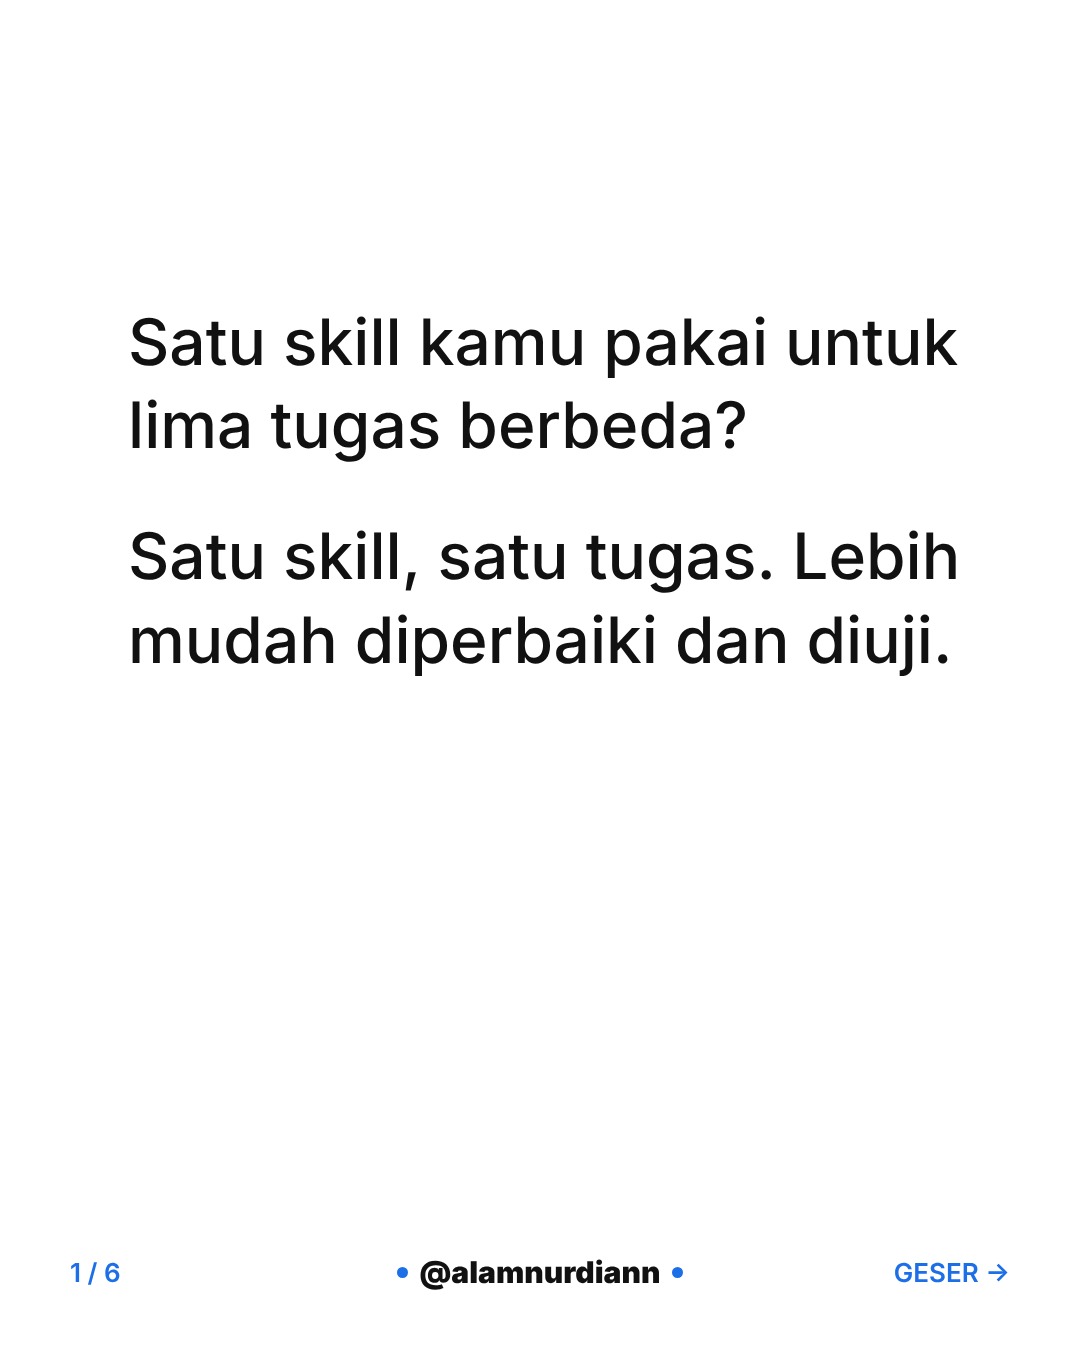 Satu skill kamu pakai untuk
lima tugas berbeda?
Satu skill, satu tugas. Lebih
mudah diperbaiki dan diuji.
1 / 6
• @alamnurdiann •
GESER →